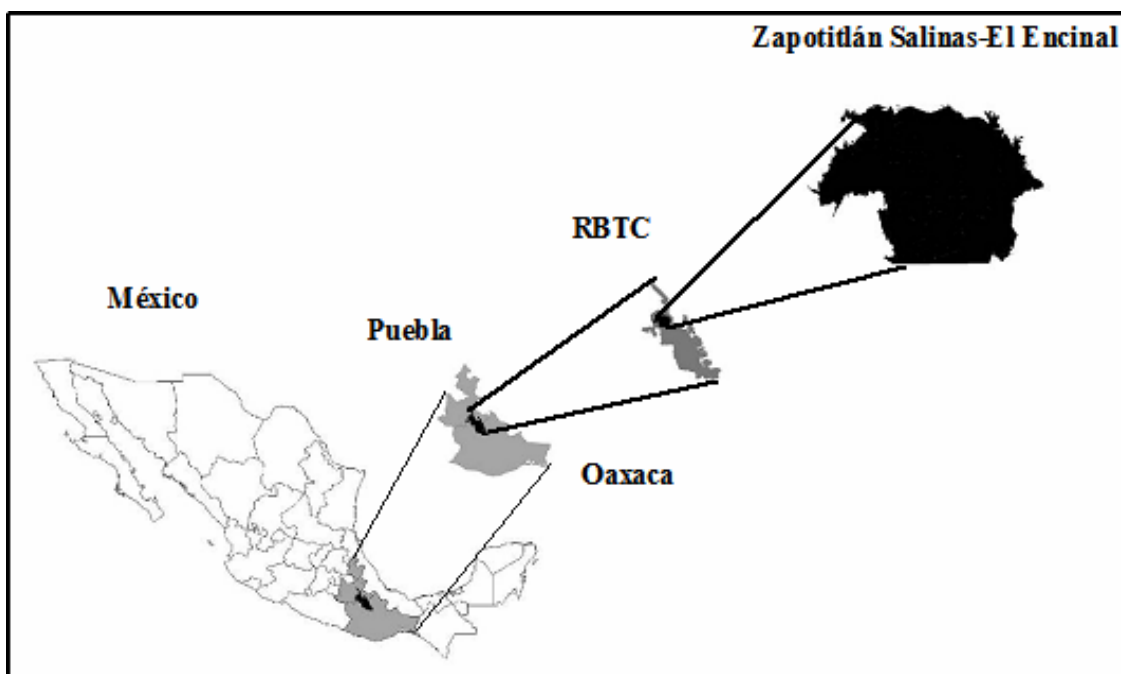 Zapotitlán Salinas-El Encinal
RBTC
México
Puebla
Oaxaca